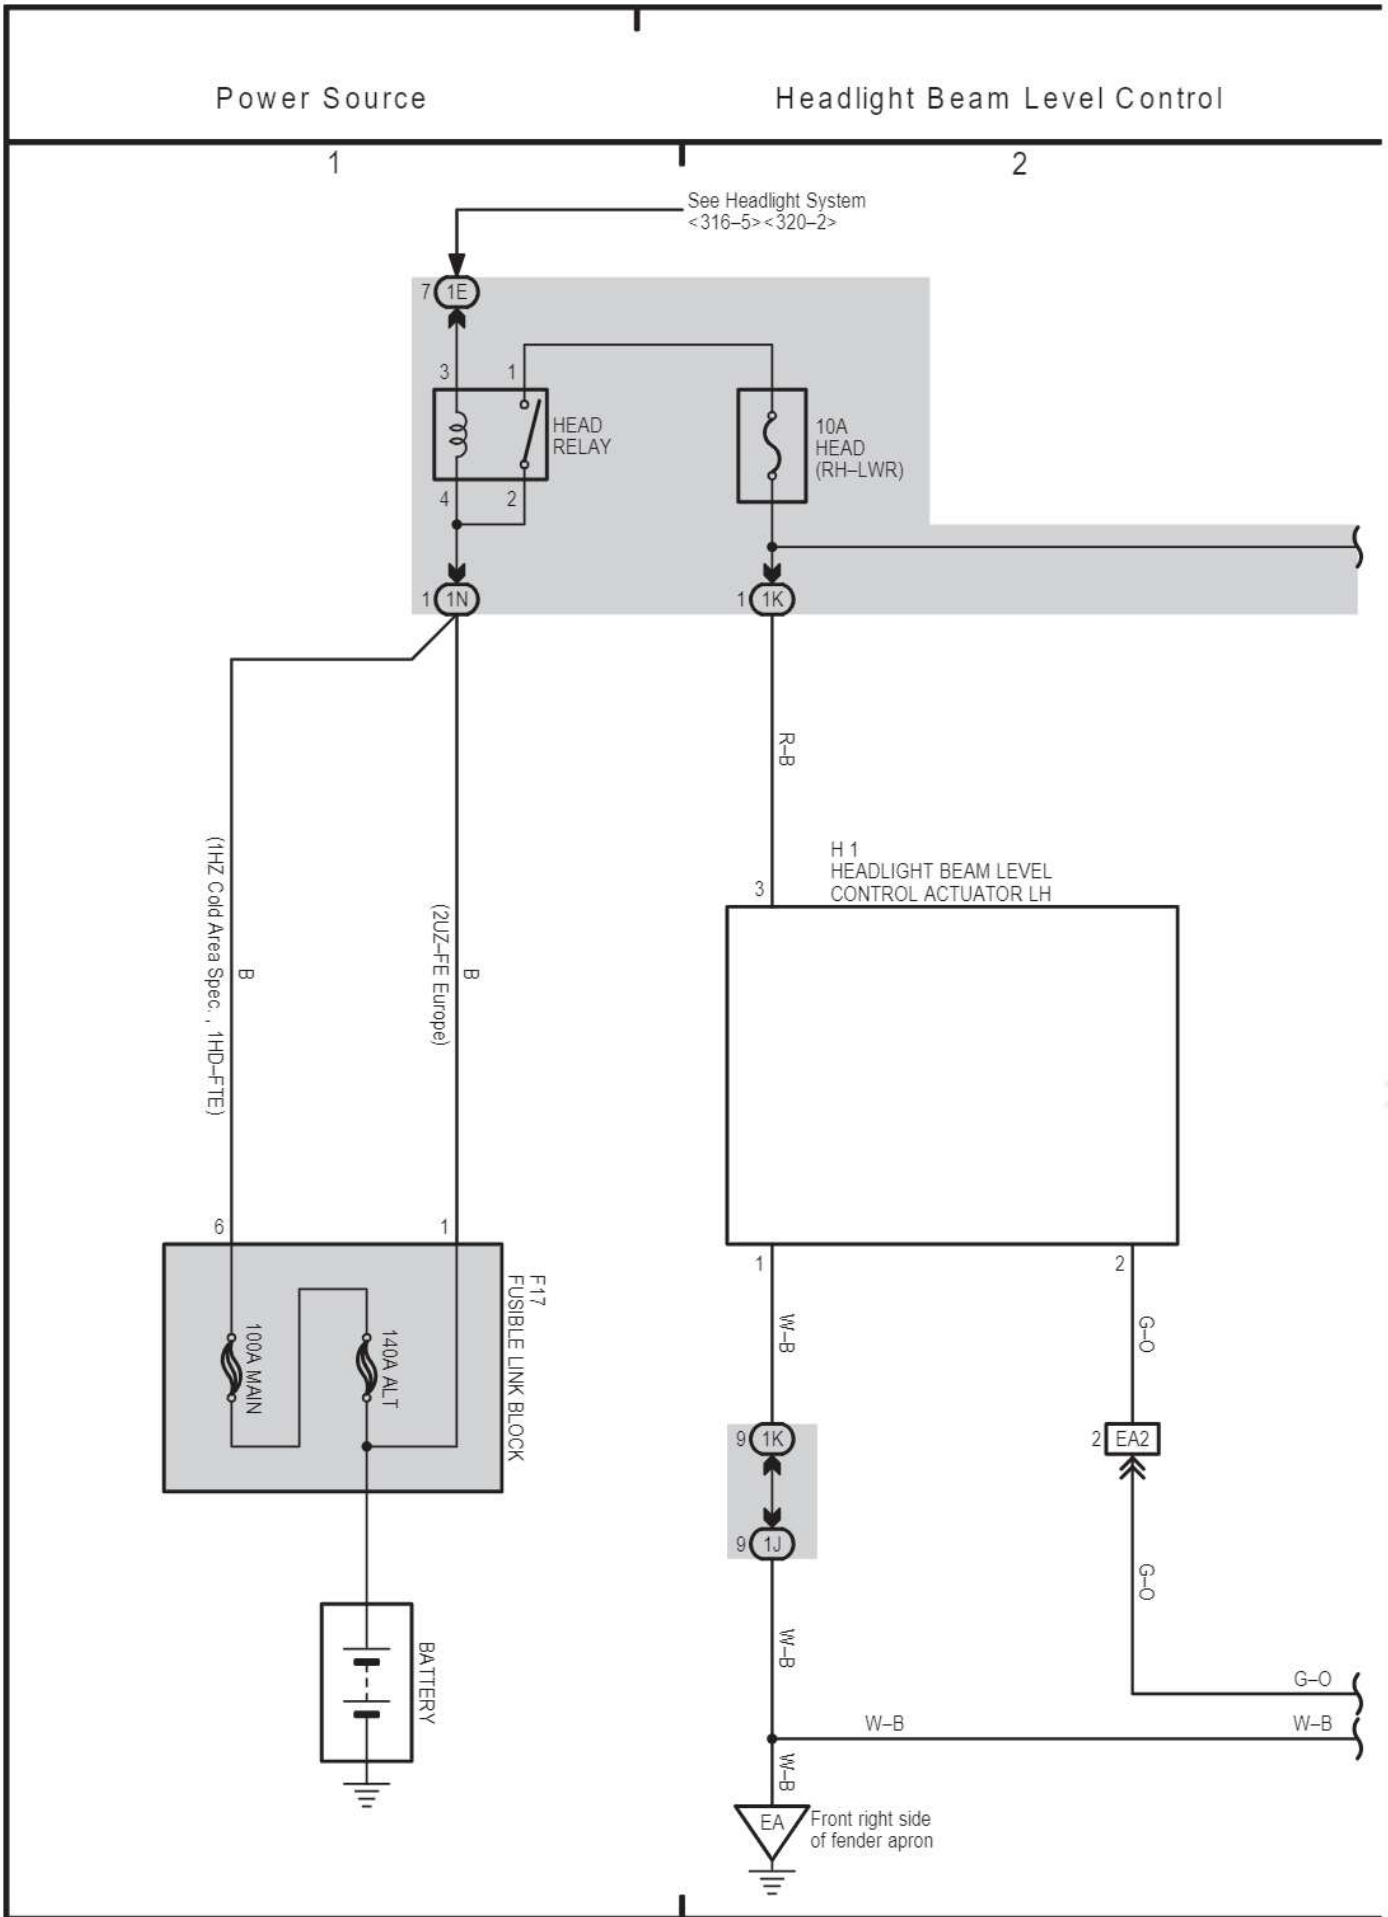 Power Source
Headlight Beam Level Control
1
2
See Headlight System
<316–5><320–2>
7
1E
3
1
HEAD
RELAY
10A
HEAD
(RH–LWR)
4
2
1
1N
1
1K
R–B
(1HZ Cold Area Spec. , 1HD–FTE)
B
(2UZ–FE Europe)
B
H 1
HEADLIGHT BEAM LEVEL
CONTROL ACTUATOR LH
3
6
1
F17
FUSIBLE LINK BLOCK
100A MAIN
140A ALT
1
2
W–B
G–O
9
1K
2
EA2
9
1J
G–O
W–B
BATTERY
G–O
W–B
W–B
W–B
EA
Front right side
of fender apron